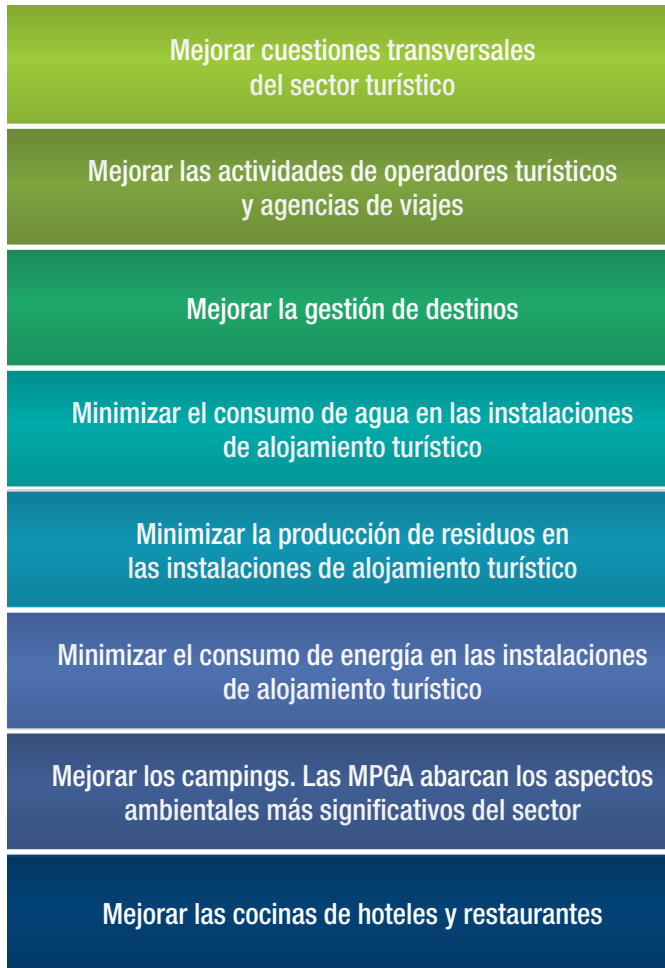 Mejorar cuestiones transversales
del sector turístico
Mejorar las actividades de operadores turísticos
y agencias de viajes
Mejorar la gestión de destinos
Minimizar el consumo de agua en las instalaciones
de alojamiento turístico
Minimizar la producción de residuos en
las instalaciones de alojamiento turístico
Minimizar el consumo de energía en las instalaciones
de alojamiento turístico
Mejorar los campings. Las MPGA abarcan los aspectos
ambientales más significativos del sector
Mejorar las cocinas de hoteles y restaurantes